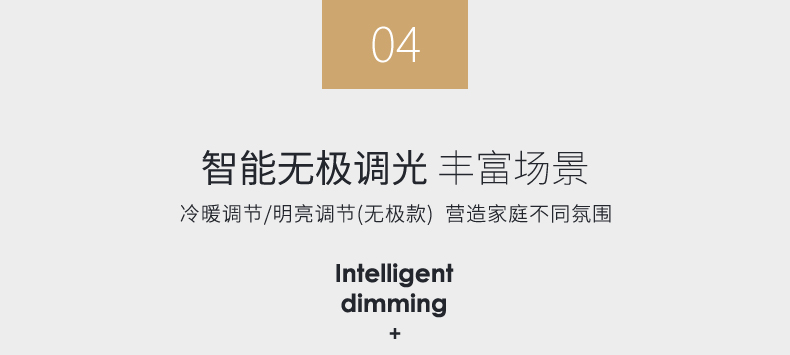 04
智能无极调光 丰富场景
冷暖调节/明亮调节(无极款) 营造家庭不同氛围
Intelligent
dimming
+